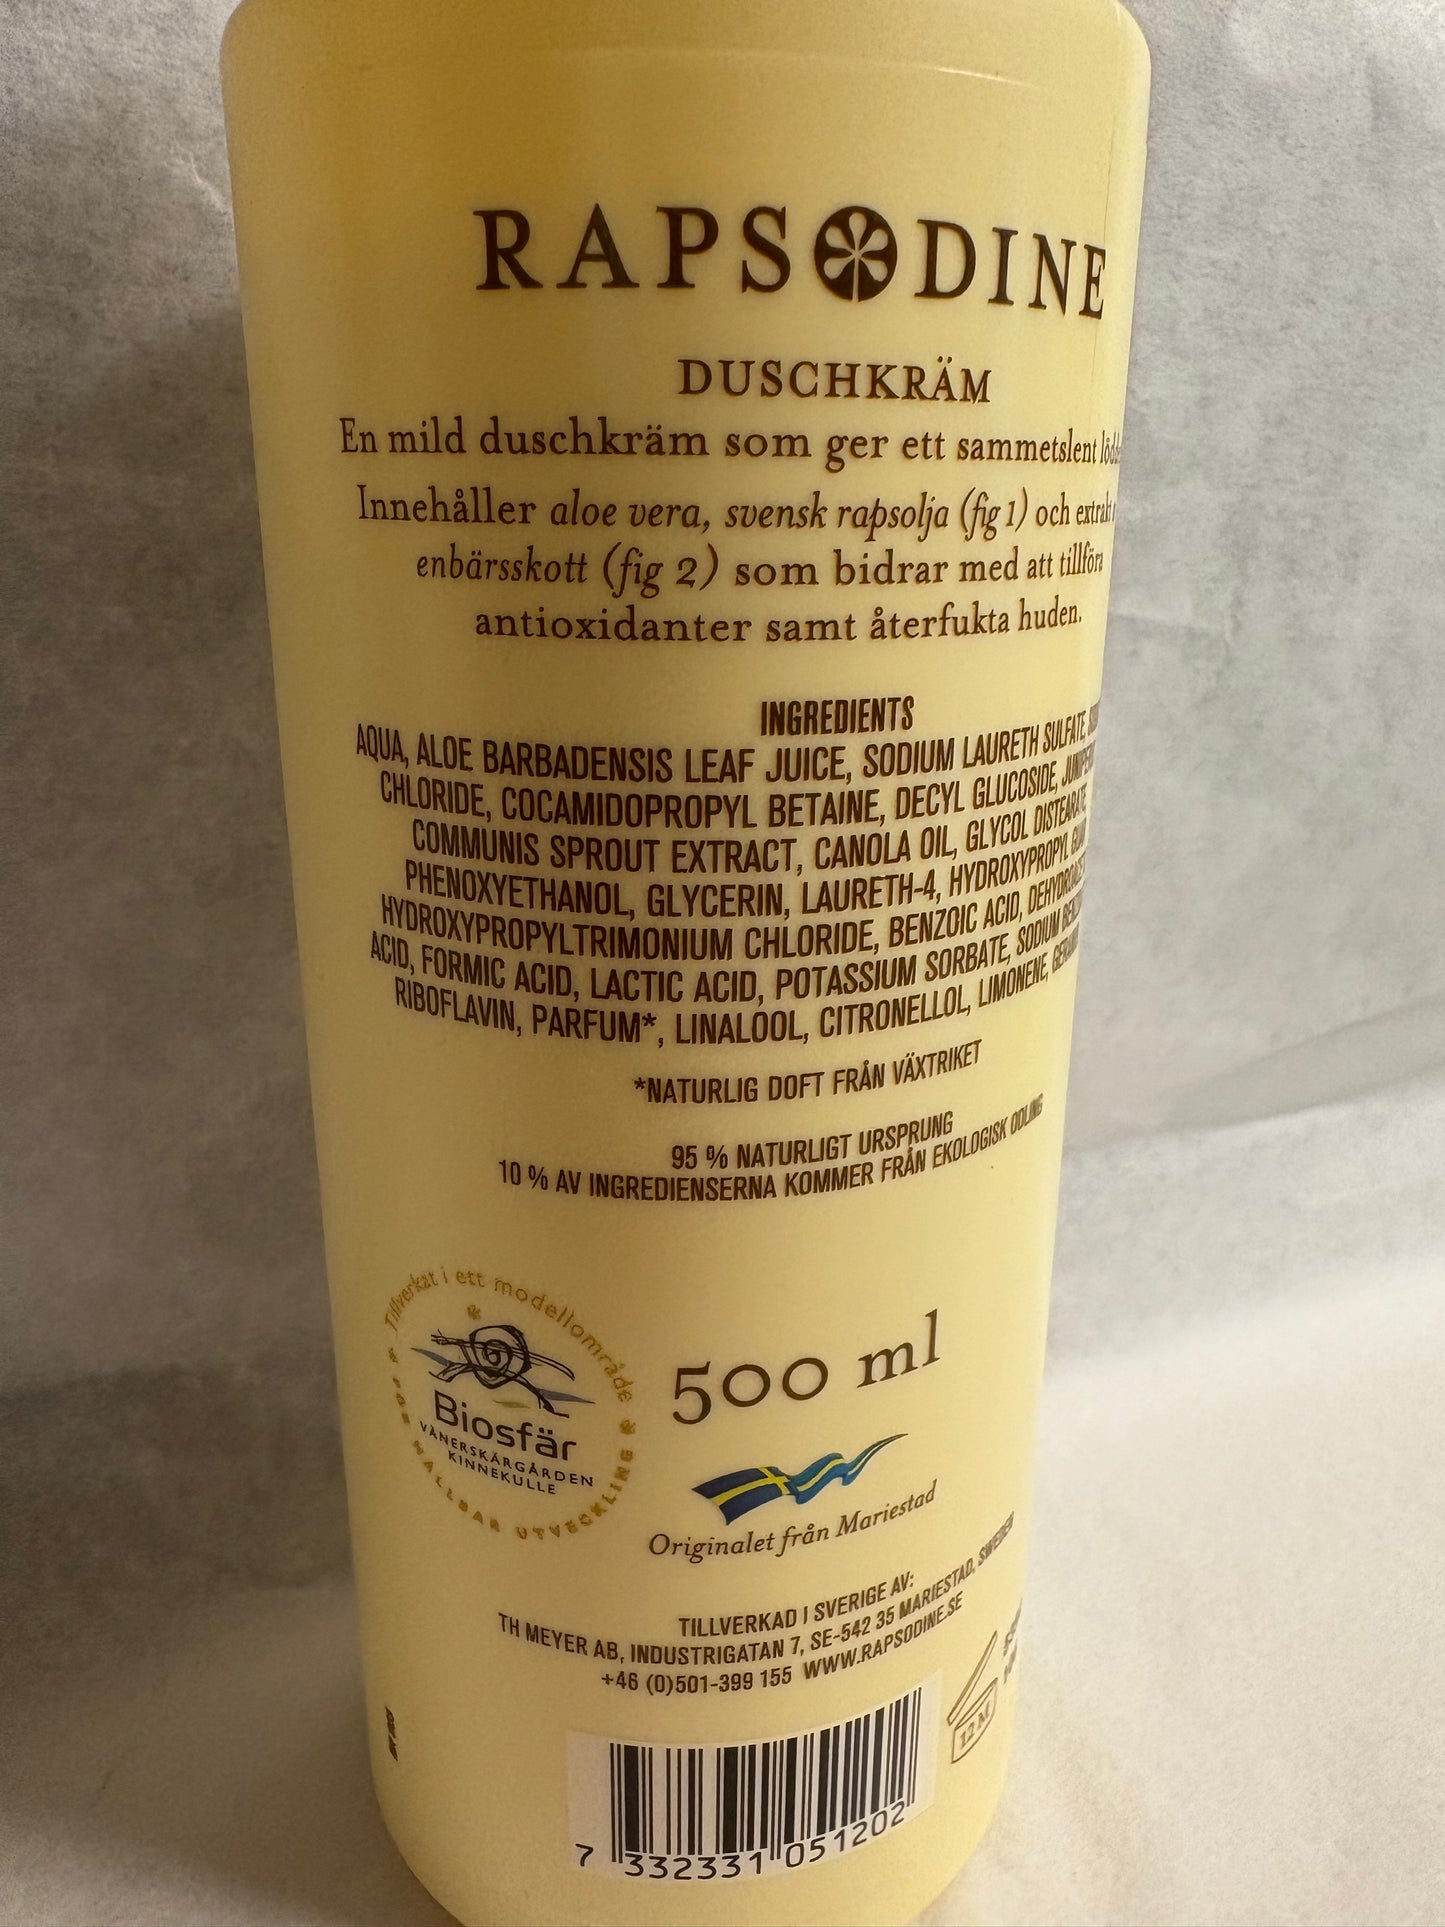 RAPSODINE
DUSCHKRÄM
En mild duschkräm som ger ett sammetslent
Innehåller aloe vera, svensk rapsolja (fig 1) och
enbärsskott (fig 2) som bidrar med att tillföra
antioxidanter samt återfukta huden.
INGREDIENTS
AQUA, ALOE BARBADENSIS LEAF JUICE, SODIUM LAURETH SULFATE,
CHLORIDE, COCAMIDOPROPYL BETAINE, DECYL GLUCOSIDE,
COMMUNIS SPROUT EXTRACT, CANOLA OIL, GLYCOL DISTEARATE
PHENOXYETHANOL, GLYCERIN, LAURETH-4, HYDROXYPROPYL GUAR
HYDROXYPROPYLTRIMONIUM CHLORIDE, BENZOIC ACID,
ACID, FORMIC ACID, LACTIC ACID, POTASSIUM SORBATE, SODIUM
RIBOFLAVIN, PARFUM*, LINALOOL, CITRONELLOL, LIMONENE,
*NATURLIG DOFT FRÅN VÄXTRIKET
95 % NATURLIGT URSPRUNG
10 % AV INGREDIENSERNA KOMMER FRÅN EKOLOGISK ODLING
Tillverkat i ett modellområde
FÖR HÅLLBAR UTVECKLING
Biosfär
VÄNERSKÄRGÅRDEN
KINNEKULLE
500 ml
Originalet från Mariestad
TILLVERKAD I SVERIGE AV:
TH MEYER AB, INDUSTRIGATAN 7, SE-542 35 MARIESTAD, SWEDEN
+46 (0)501-399 155 WWW.RAPSODINE.SE
12 M
7 332331 051202